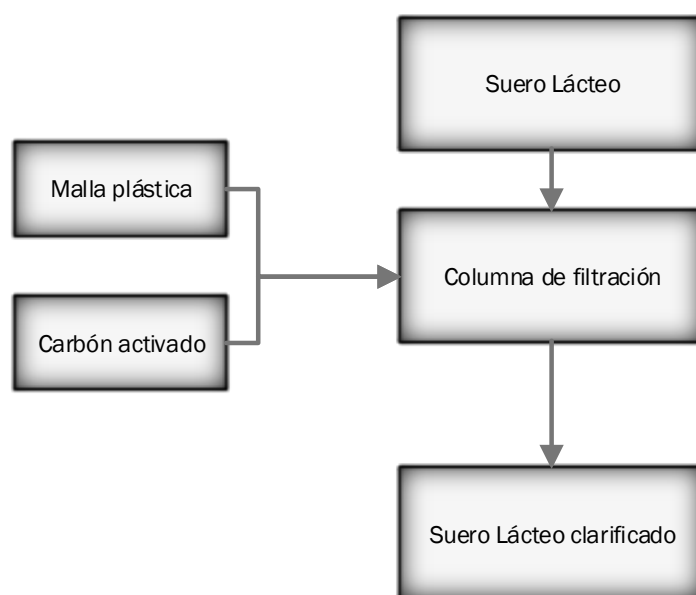 Suero Lácteo
Malla plástica
Columna de filtración
Carbón activado
Suero Lácteo clarificado